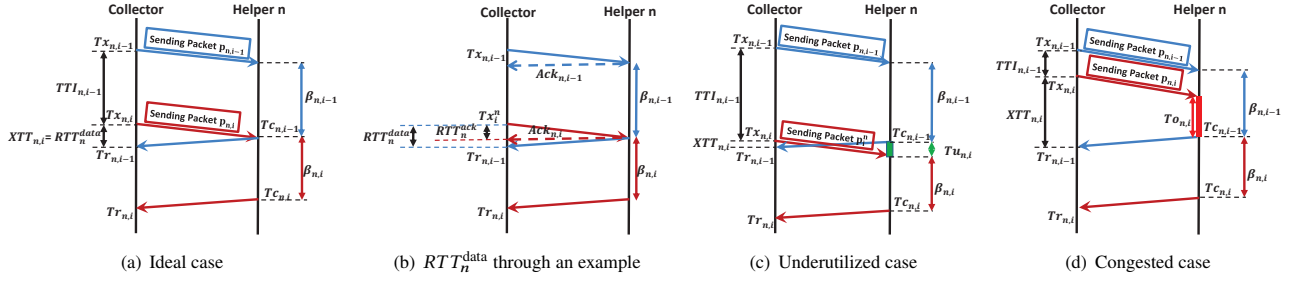 Collector
Helper n
Tx_{n,i−1}
Sending Packet p_{n,i−1}
TTI_{n,i−1}
β_{n,i−1}
Tx_{n,i}
Sending Packet p_{n,i}
Tc_{n,i−1}
XTT_{n,i} = RTT_n^{data}
Tr_{n,i−1}
β_{n,i}
Tc_{n,i}
Tr_{n,i}
(a) Ideal case
Collector
Helper n
Tx_{n,i−1}
Ack_{n,i−1}
β_{n,i−1}
Tx_i^n
RTT_n^{data}
RTT_n^{ack}
Ack_{n,i}
Tr_{n,i−1}
β_{n,i}
Tc_{n,i}
Tr_{n,i}
(b) RTT_n^{data} through an example
Collector
Helper n
Tx_{n,i−1}
Sending Packet p_{n,i−1}
TTI_{n,i−1}
β_{n,i−1}
Tx_{n,i}
Sending Packet p_i^n
Tc_{n,i−1}
XTT_{n,i}
Tr_{n,i−1}
Tu_{n,i}
β_{n,i}
Tc_{n,i}
Tr_{n,i}
(c) Underutilized case
Collector
Helper n
Tx_{n,i−1}
Sending Packet p_{n,i−1}
TTI_{n,i−1}
Tx_{n,i}
Sending Packet p_{n,i}
β_{n,i−1}
XTT_{n,i}
To_{n,i}
Tc_{n,i−1}
Tr_{n,i−1}
β_{n,i}
Tc_{n,i}
Tr_{n,i}
(d) Congested case